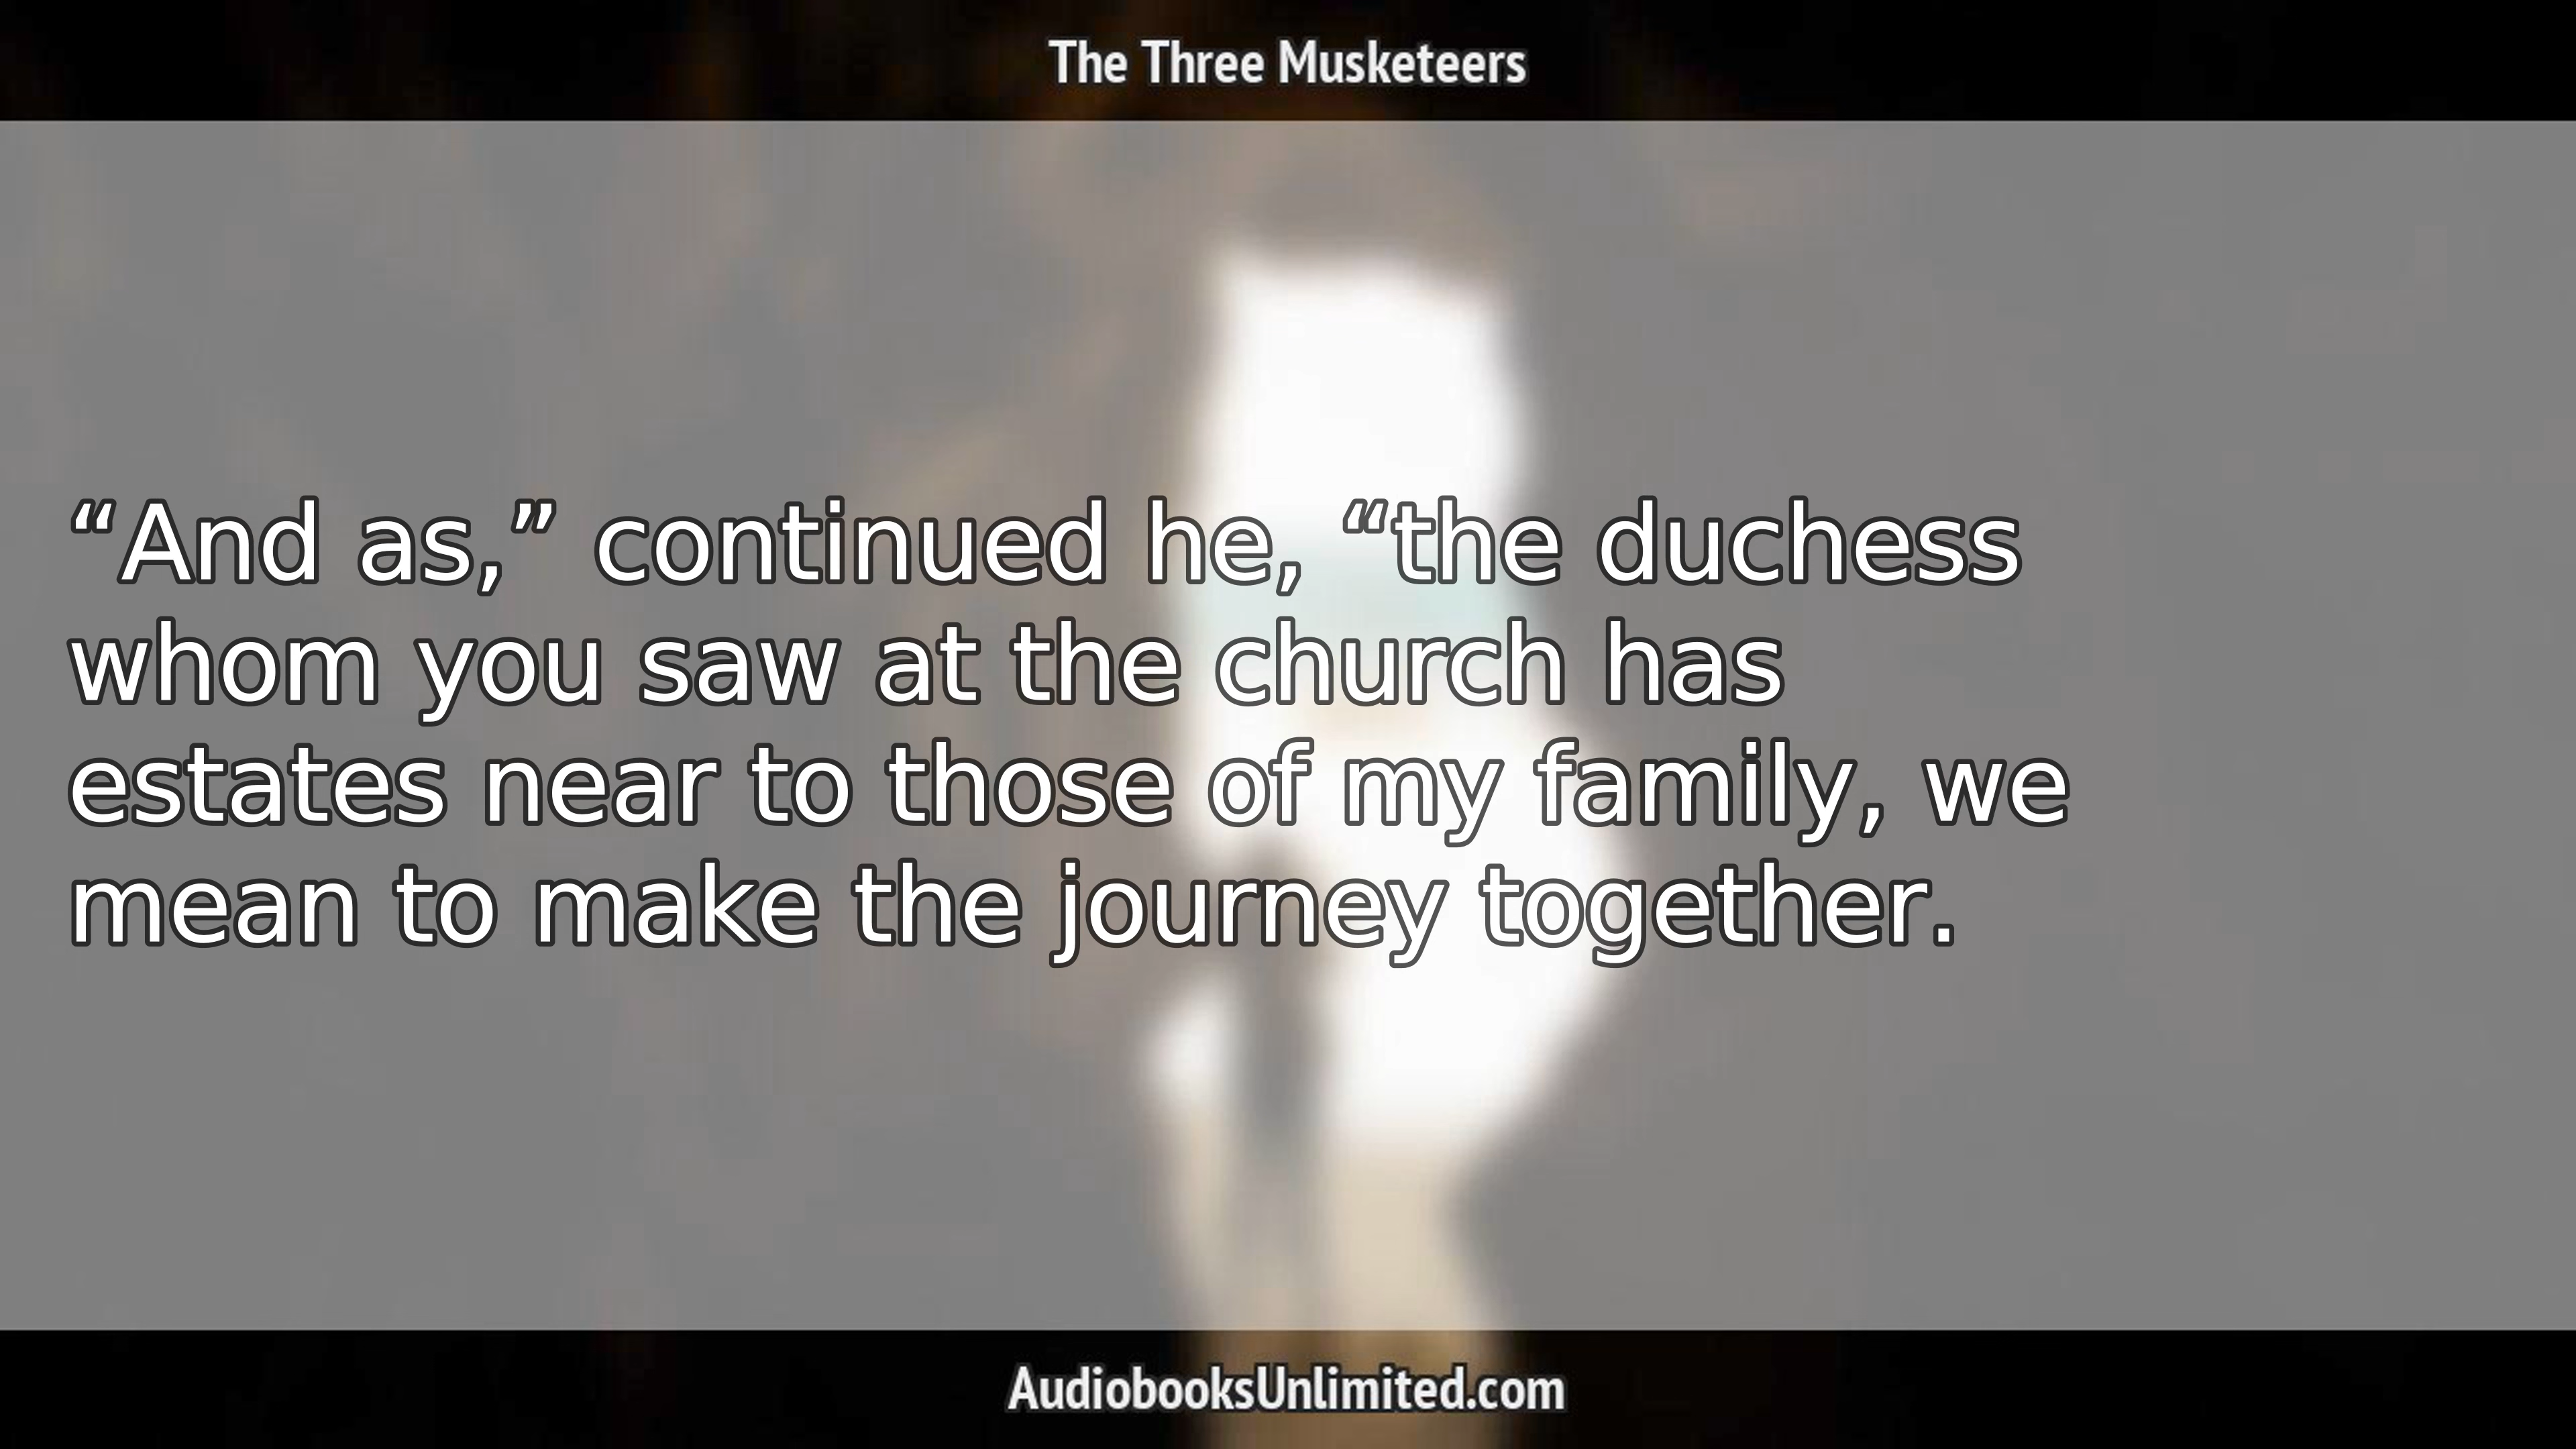 The Three Musketeers
“And as,” continued he, “the duchess
whom you saw at the church has
estates near to those of my family, we
mean to make the journey together.
AudiobooksUnlimited.com